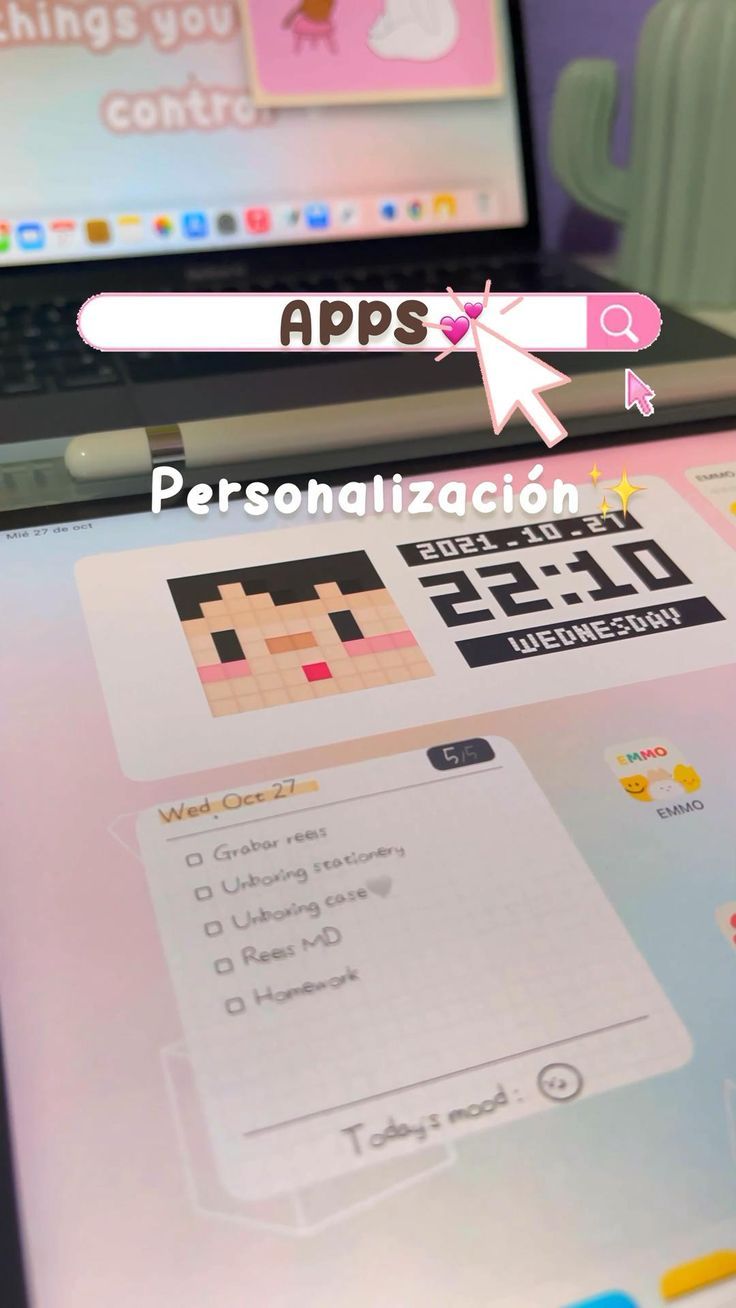 things you
control
APPS
Personalización
Mié 27 de oct
EMMO
2021.10.27
22:10
WEDNESDAY
5/5
Wed, Oct 27
Grabar reels
Unboxing stationery
Unboxing case
Reels MD
Homework
EMMO
EMMO
Today's mood: